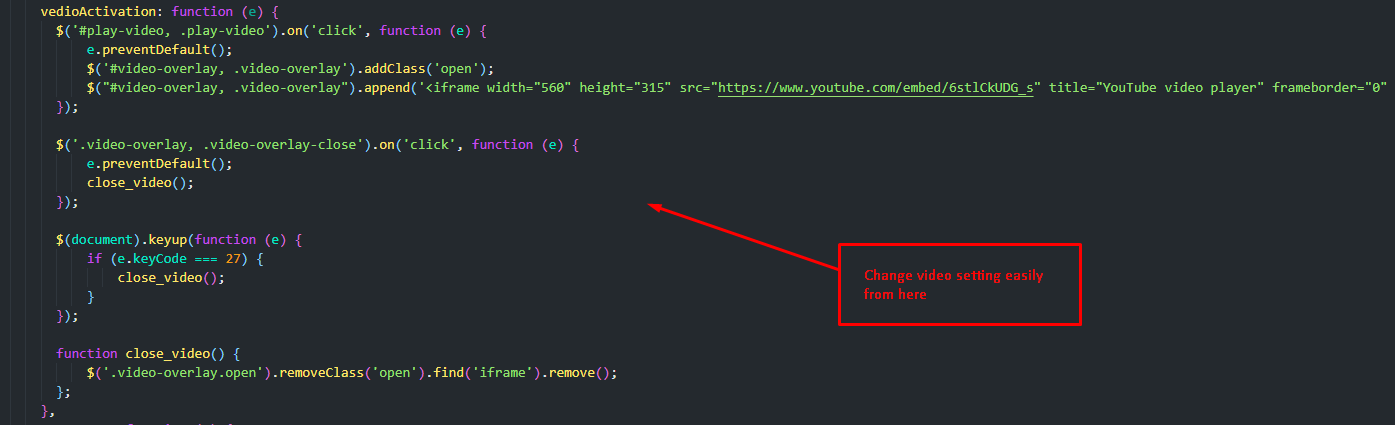 vedioActivation: function (e) {
$('#play-video, .play-video').on('click', function (e) {
e.preventDefault();
$('#video-overlay, .video-overlay').addClass('open');
$("#video-overlay, .video-overlay").append('<iframe width="560" height="315" src="https://www.youtube.com/embed/6stlCkUDG_s" title="YouTube video player" frameborder="0"
});
$('.video-overlay, .video-overlay-close').on('click', function (e) {
e.preventDefault();
close_video();
});
$(document).keyup(function (e) {
if (e.keyCode === 27) {
close_video();
}
});
function close_video() {
$('.video-overlay.open').removeClass('open').find('iframe').remove();
};
},
Change video setting easily
from here